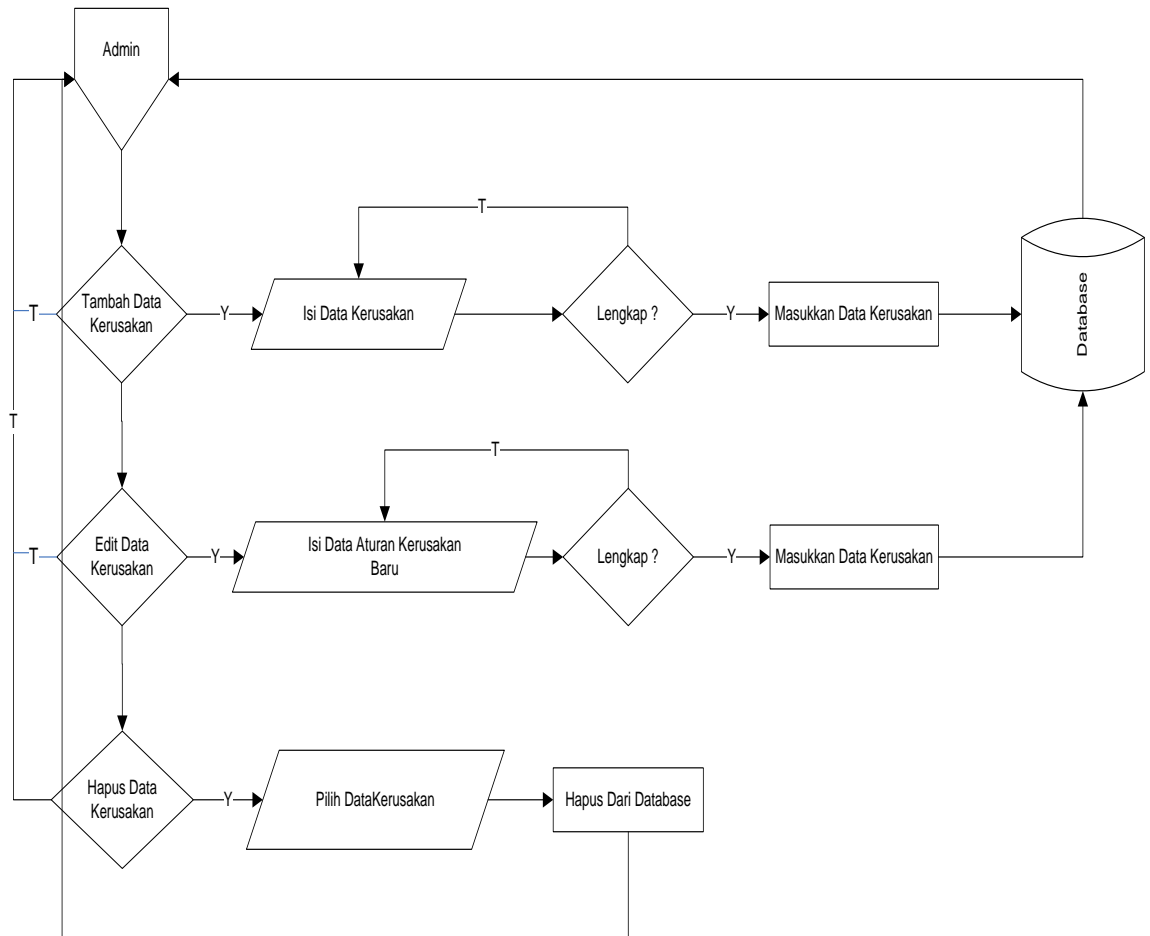 Admin
T
Tambah Data
Kerusakan
T
Y
Isi Data Kerusakan
Lengkap ?
Y
Masukkan Data Kerusakan
Database
T
T
Edit Data
Kerusakan
T
Y
Isi Data Aturan Kerusakan
Baru
Lengkap ?
Y
Masukkan Data Kerusakan
Hapus Data
Kerusakan
Y
Pilih DataKerusakan
Hapus Dari Database